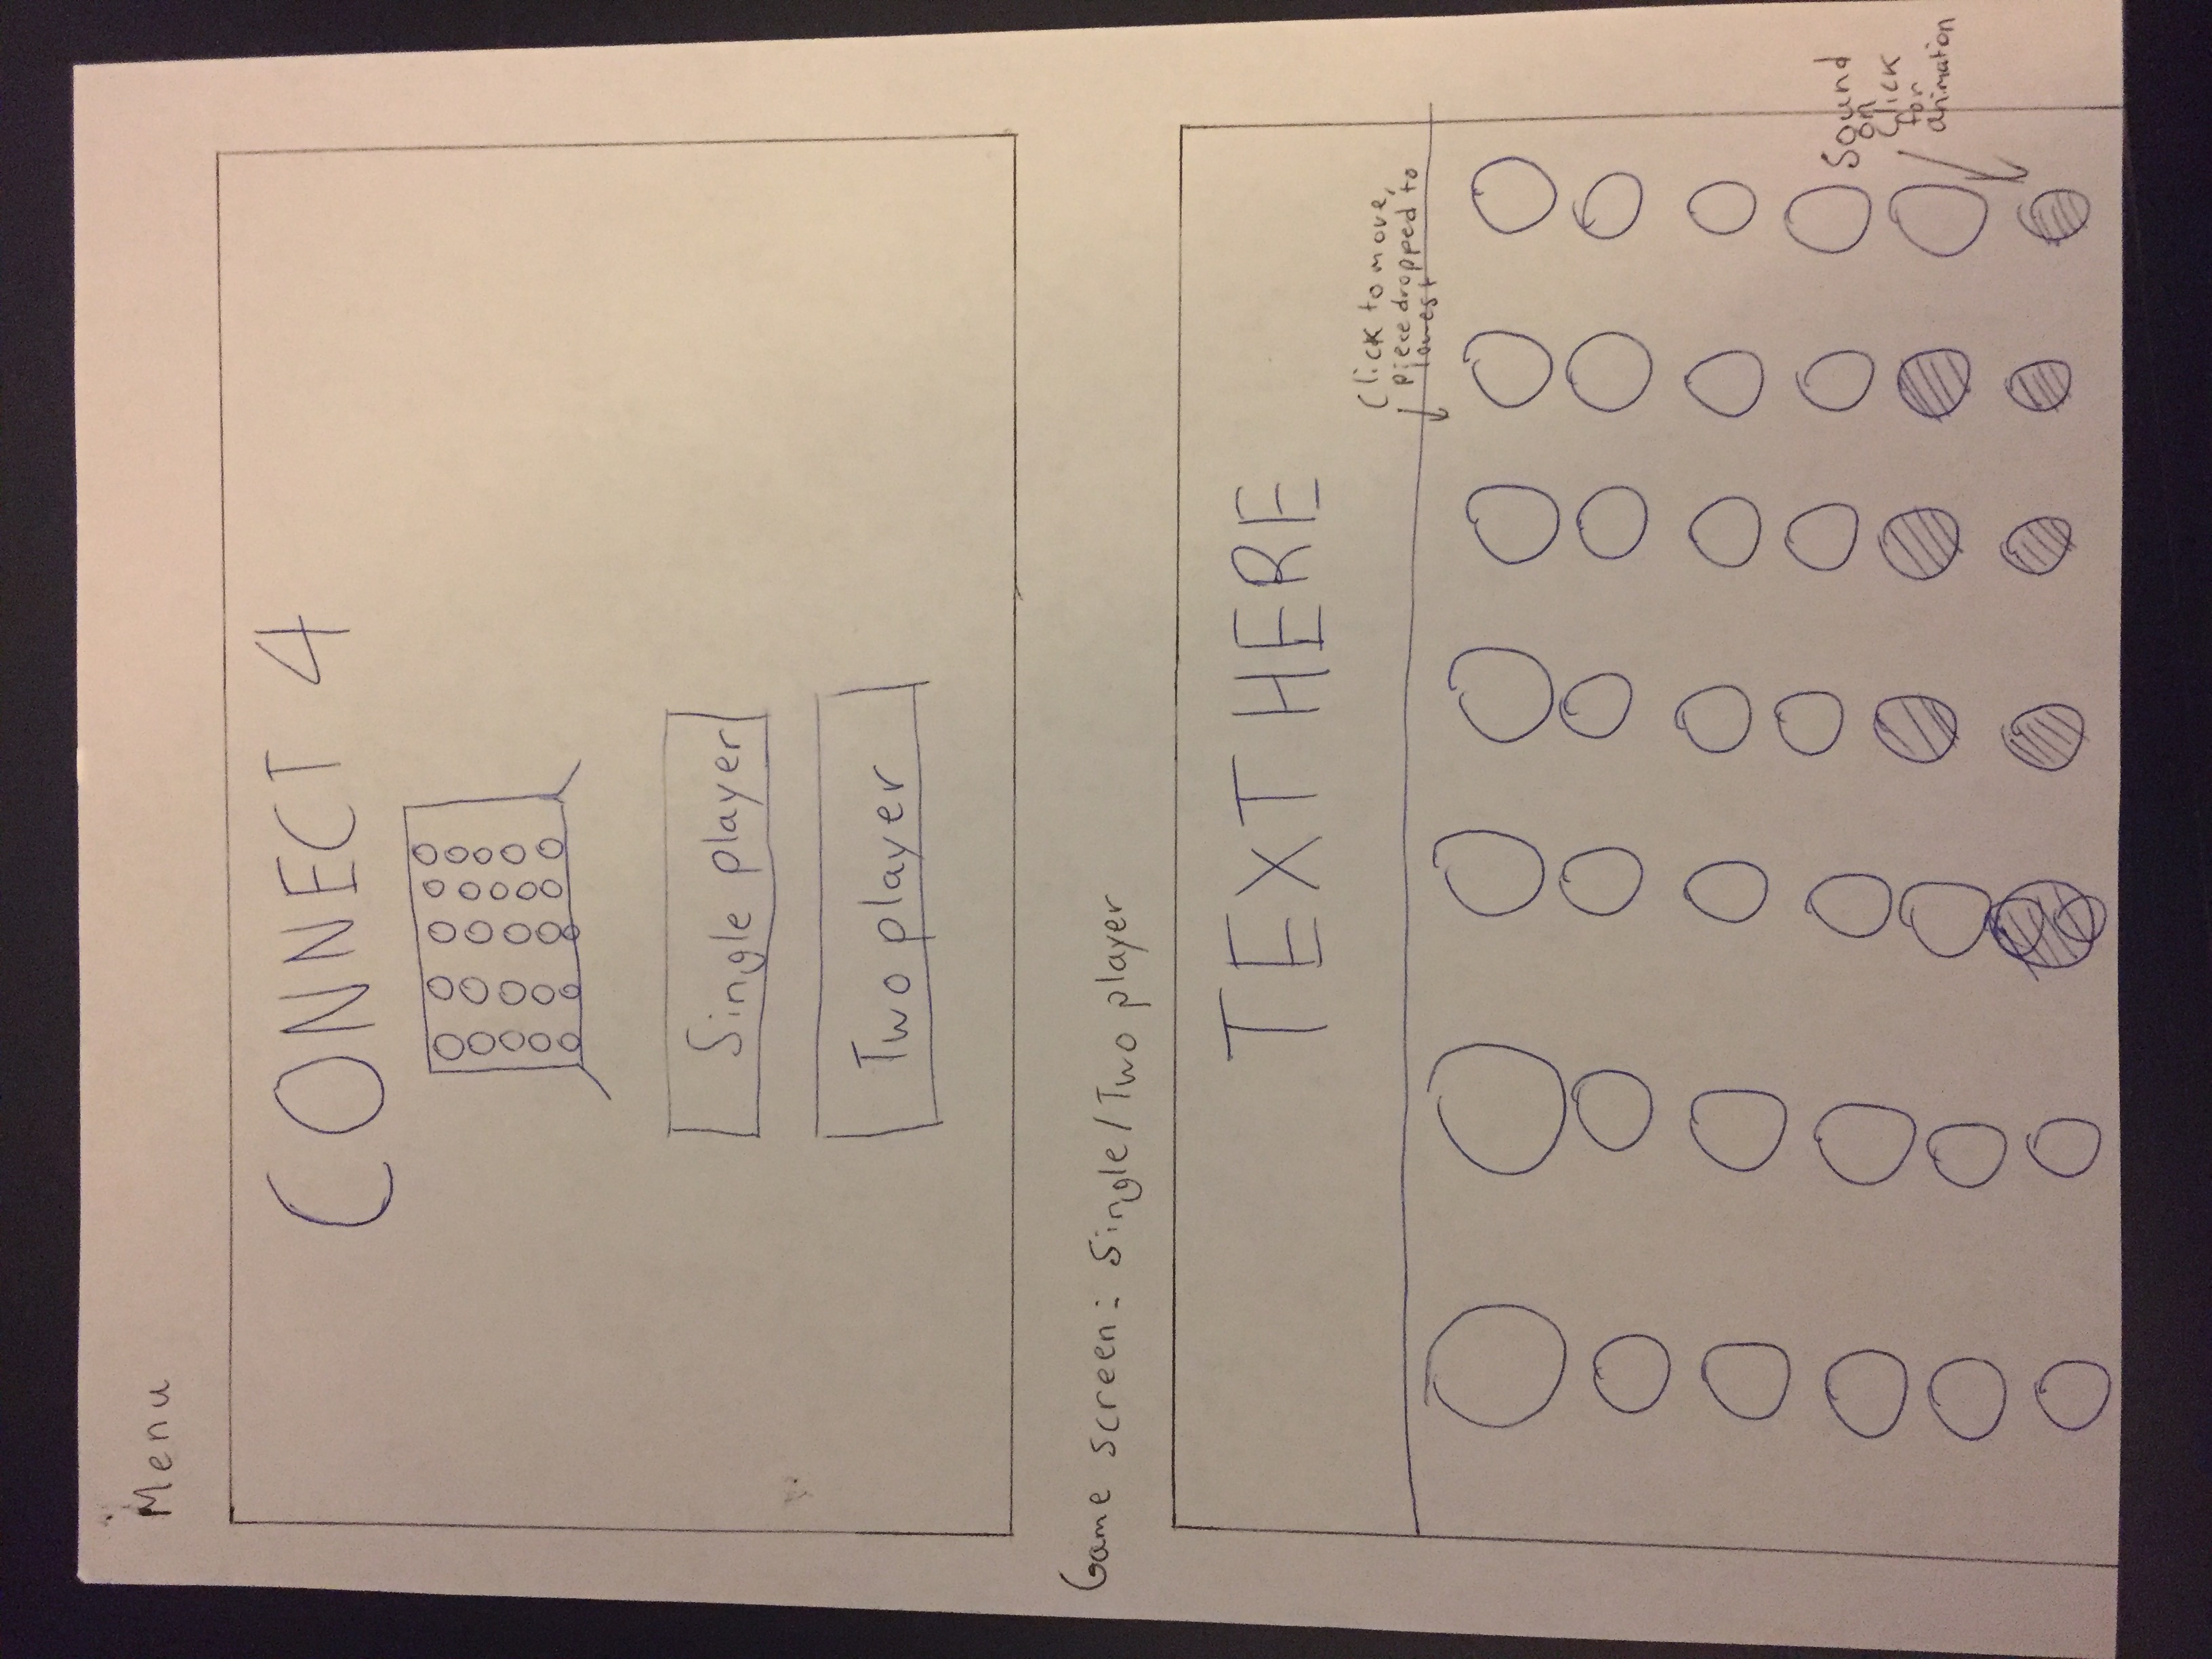 Menu
CONNECT 4
Single player
Two player
Game screen: Single/Two player
TEXT HERE
Click to move,
piece dropped to
lowest
Sound
on
Click
for
animation